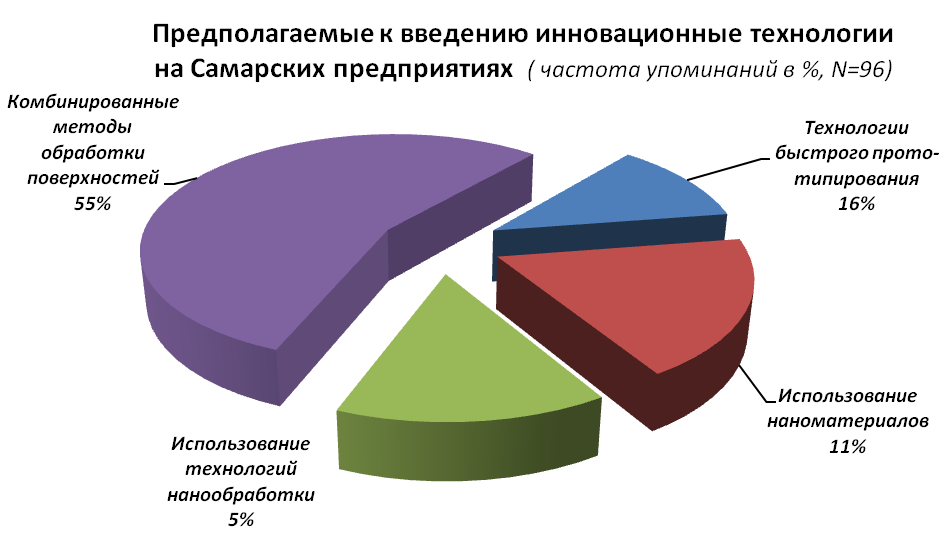 Предполагаемые к введению инновационные технологии
на Самарских предприятиях ( частота упоминаний в %, N=96)
Комбинированные
методы
обработки
поверхностей
55%
Технологии
быстрого прото-
типирования
16%
Использование
наноматериалов
11%
Использование
технологий
нанообработки
5%